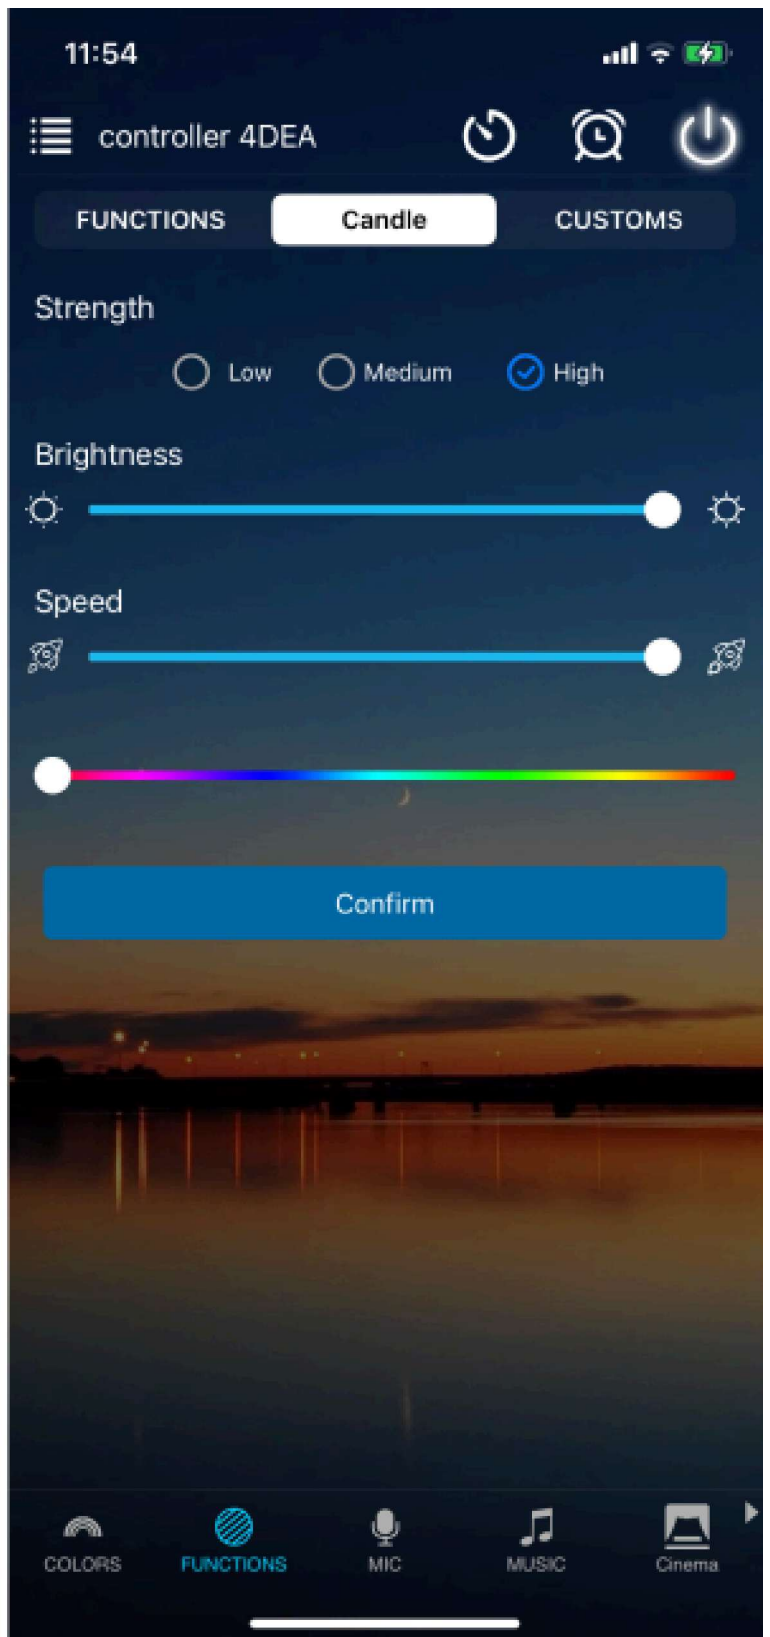 11:54
controller 4DEA
FUNCTIONS Candle CUSTOMS
Strength
Low Medium High
Brightness
Speed
Confirm
COLORS FUNCTIONS MIC MUSIC Cinema